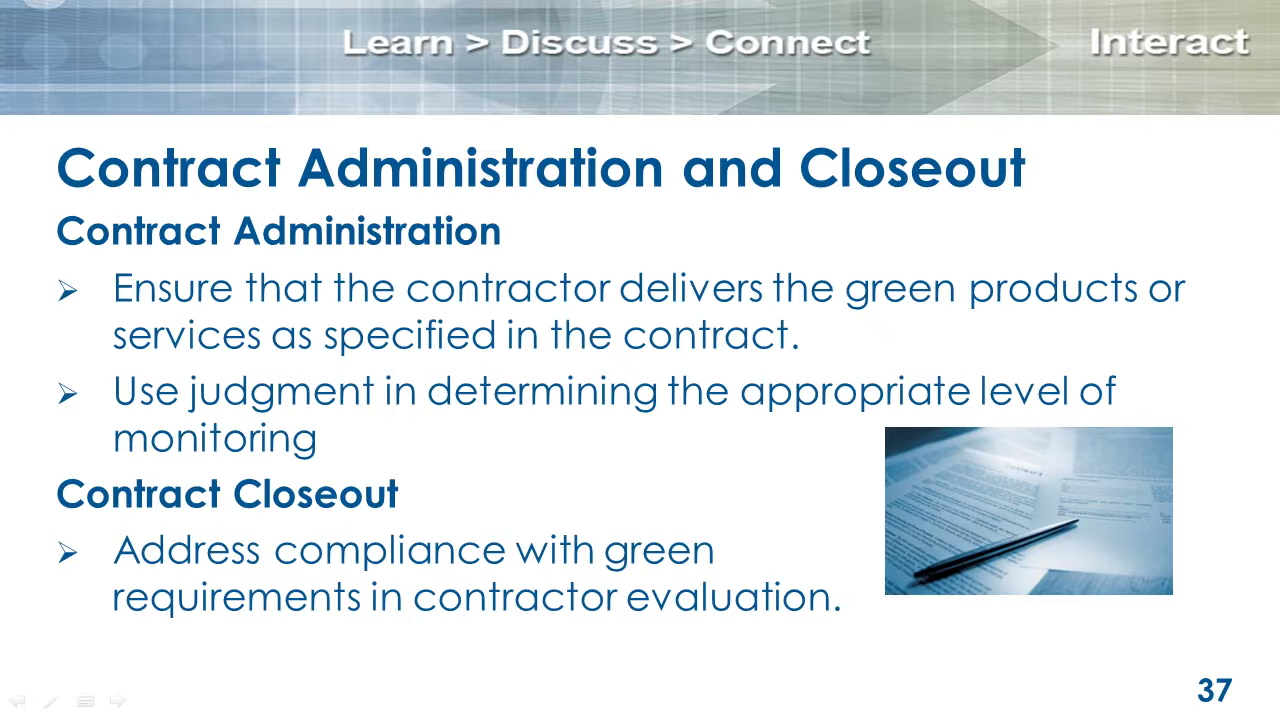 Learn > Discuss > Connect Interact
Contract Administration and Closeout
Contract Administration
➢ Ensure that the contractor delivers the green products or
services as specified in the contract.
➢ Use judgment in determining the appropriate level of
monitoring
Contract Closeout
➢ Address compliance with green
requirements in contractor evaluation.
37